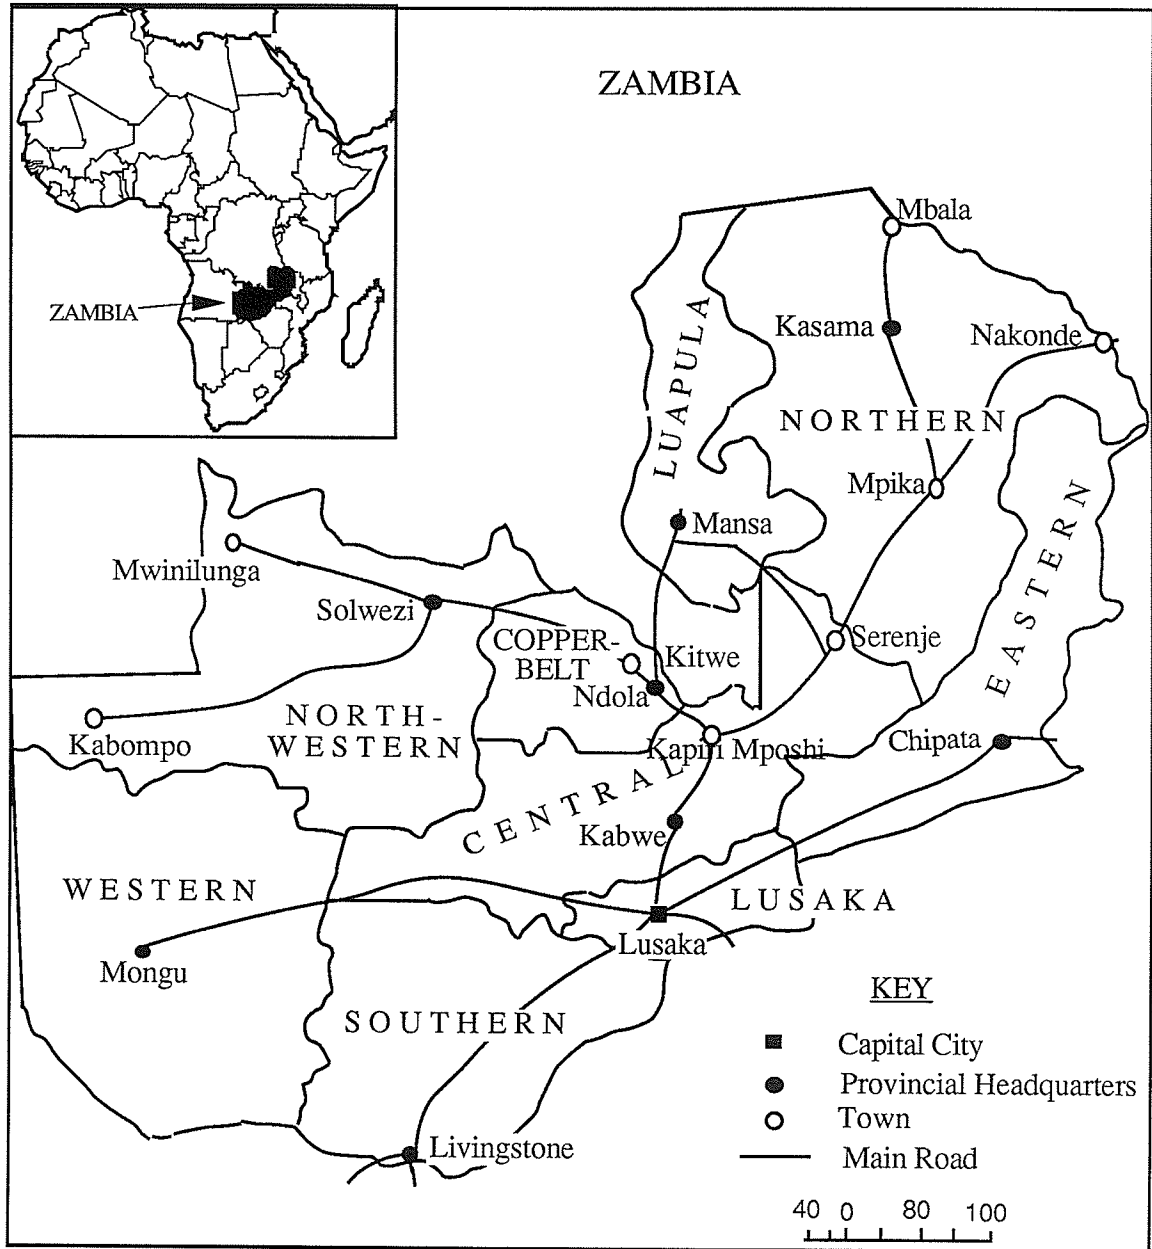 ZAMBIA
ZAMBIA
Mbala
LUAPULA
Kasama
Nakonde
NORTHERN
Mpika
Mansa
EASTERN
Mwinilunga
Solwezi
COPPER-
BELT
Kitwe
Serenje
Ndola
NORTH-
WESTERN
Kabompo
Kapiri Mposhi
Chipata
CENTRAL
Kabwe
WESTERN
LUSAKA
Lusaka
Mongu
SOUTHERN
Livingstone
KEY
Capital City
Provincial Headquarters
Town
Main Road
40 0 80 100